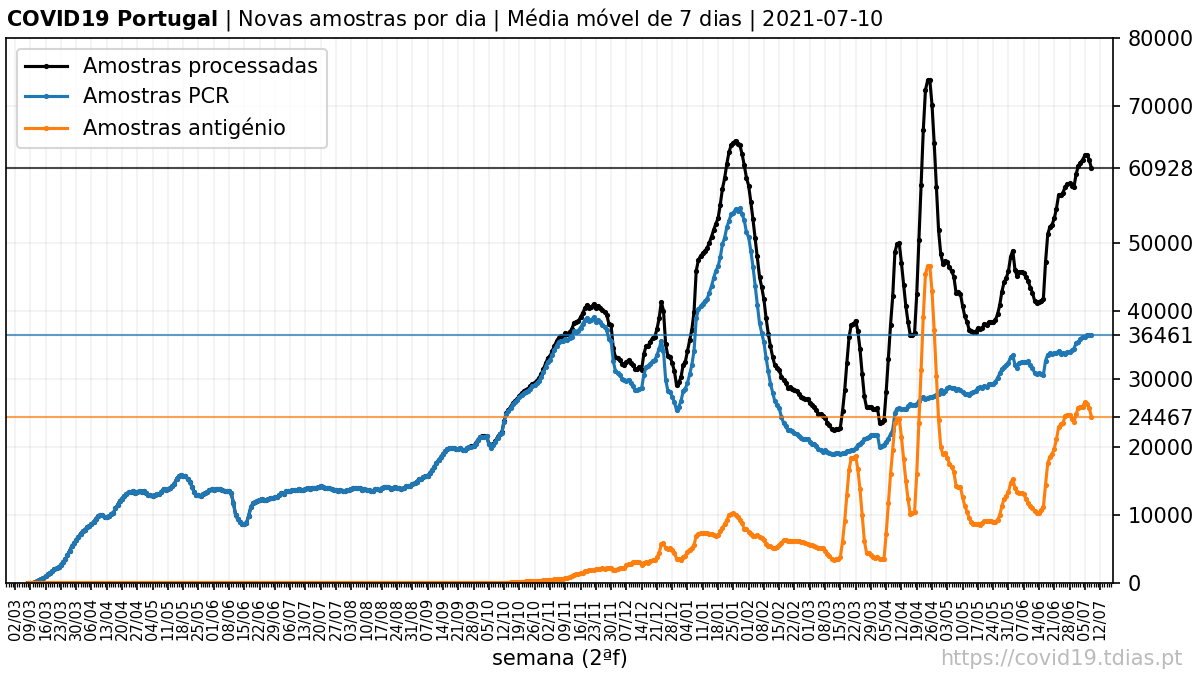 COVID19 Portugal | Novas amostras por dia | Média móvel de 7 dias | 2021-07-10
Amostras processadas
Amostras PCR
Amostras antigénio
80000
70000
60928
50000
40000
36461
30000
24467
20000
10000
0
02/03 09/03 16/03 23/03 30/03 06/04 13/04 20/04 27/04 04/05 11/05 18/05 25/05 01/06 08/06 15/06 22/06 29/06 06/07 13/07 20/07 27/07 03/08 10/08 17/08 24/08 31/08 07/09 14/09 21/09 28/09 05/10 12/10 19/10 26/10 02/11 09/11 16/11 23/11 30/11 07/12 14/12 21/12 28/12 04/01 11/01 18/01 25/01 01/02 08/02 15/02 22/02 01/03 08/03 15/03 22/03 29/03 05/04 12/04 19/04 26/04 03/05 10/05 17/05 24/05 31/05 07/06 14/06 21/06 28/06 05/07 12/07
semana (2ªf)
https://covid19.tdias.pt